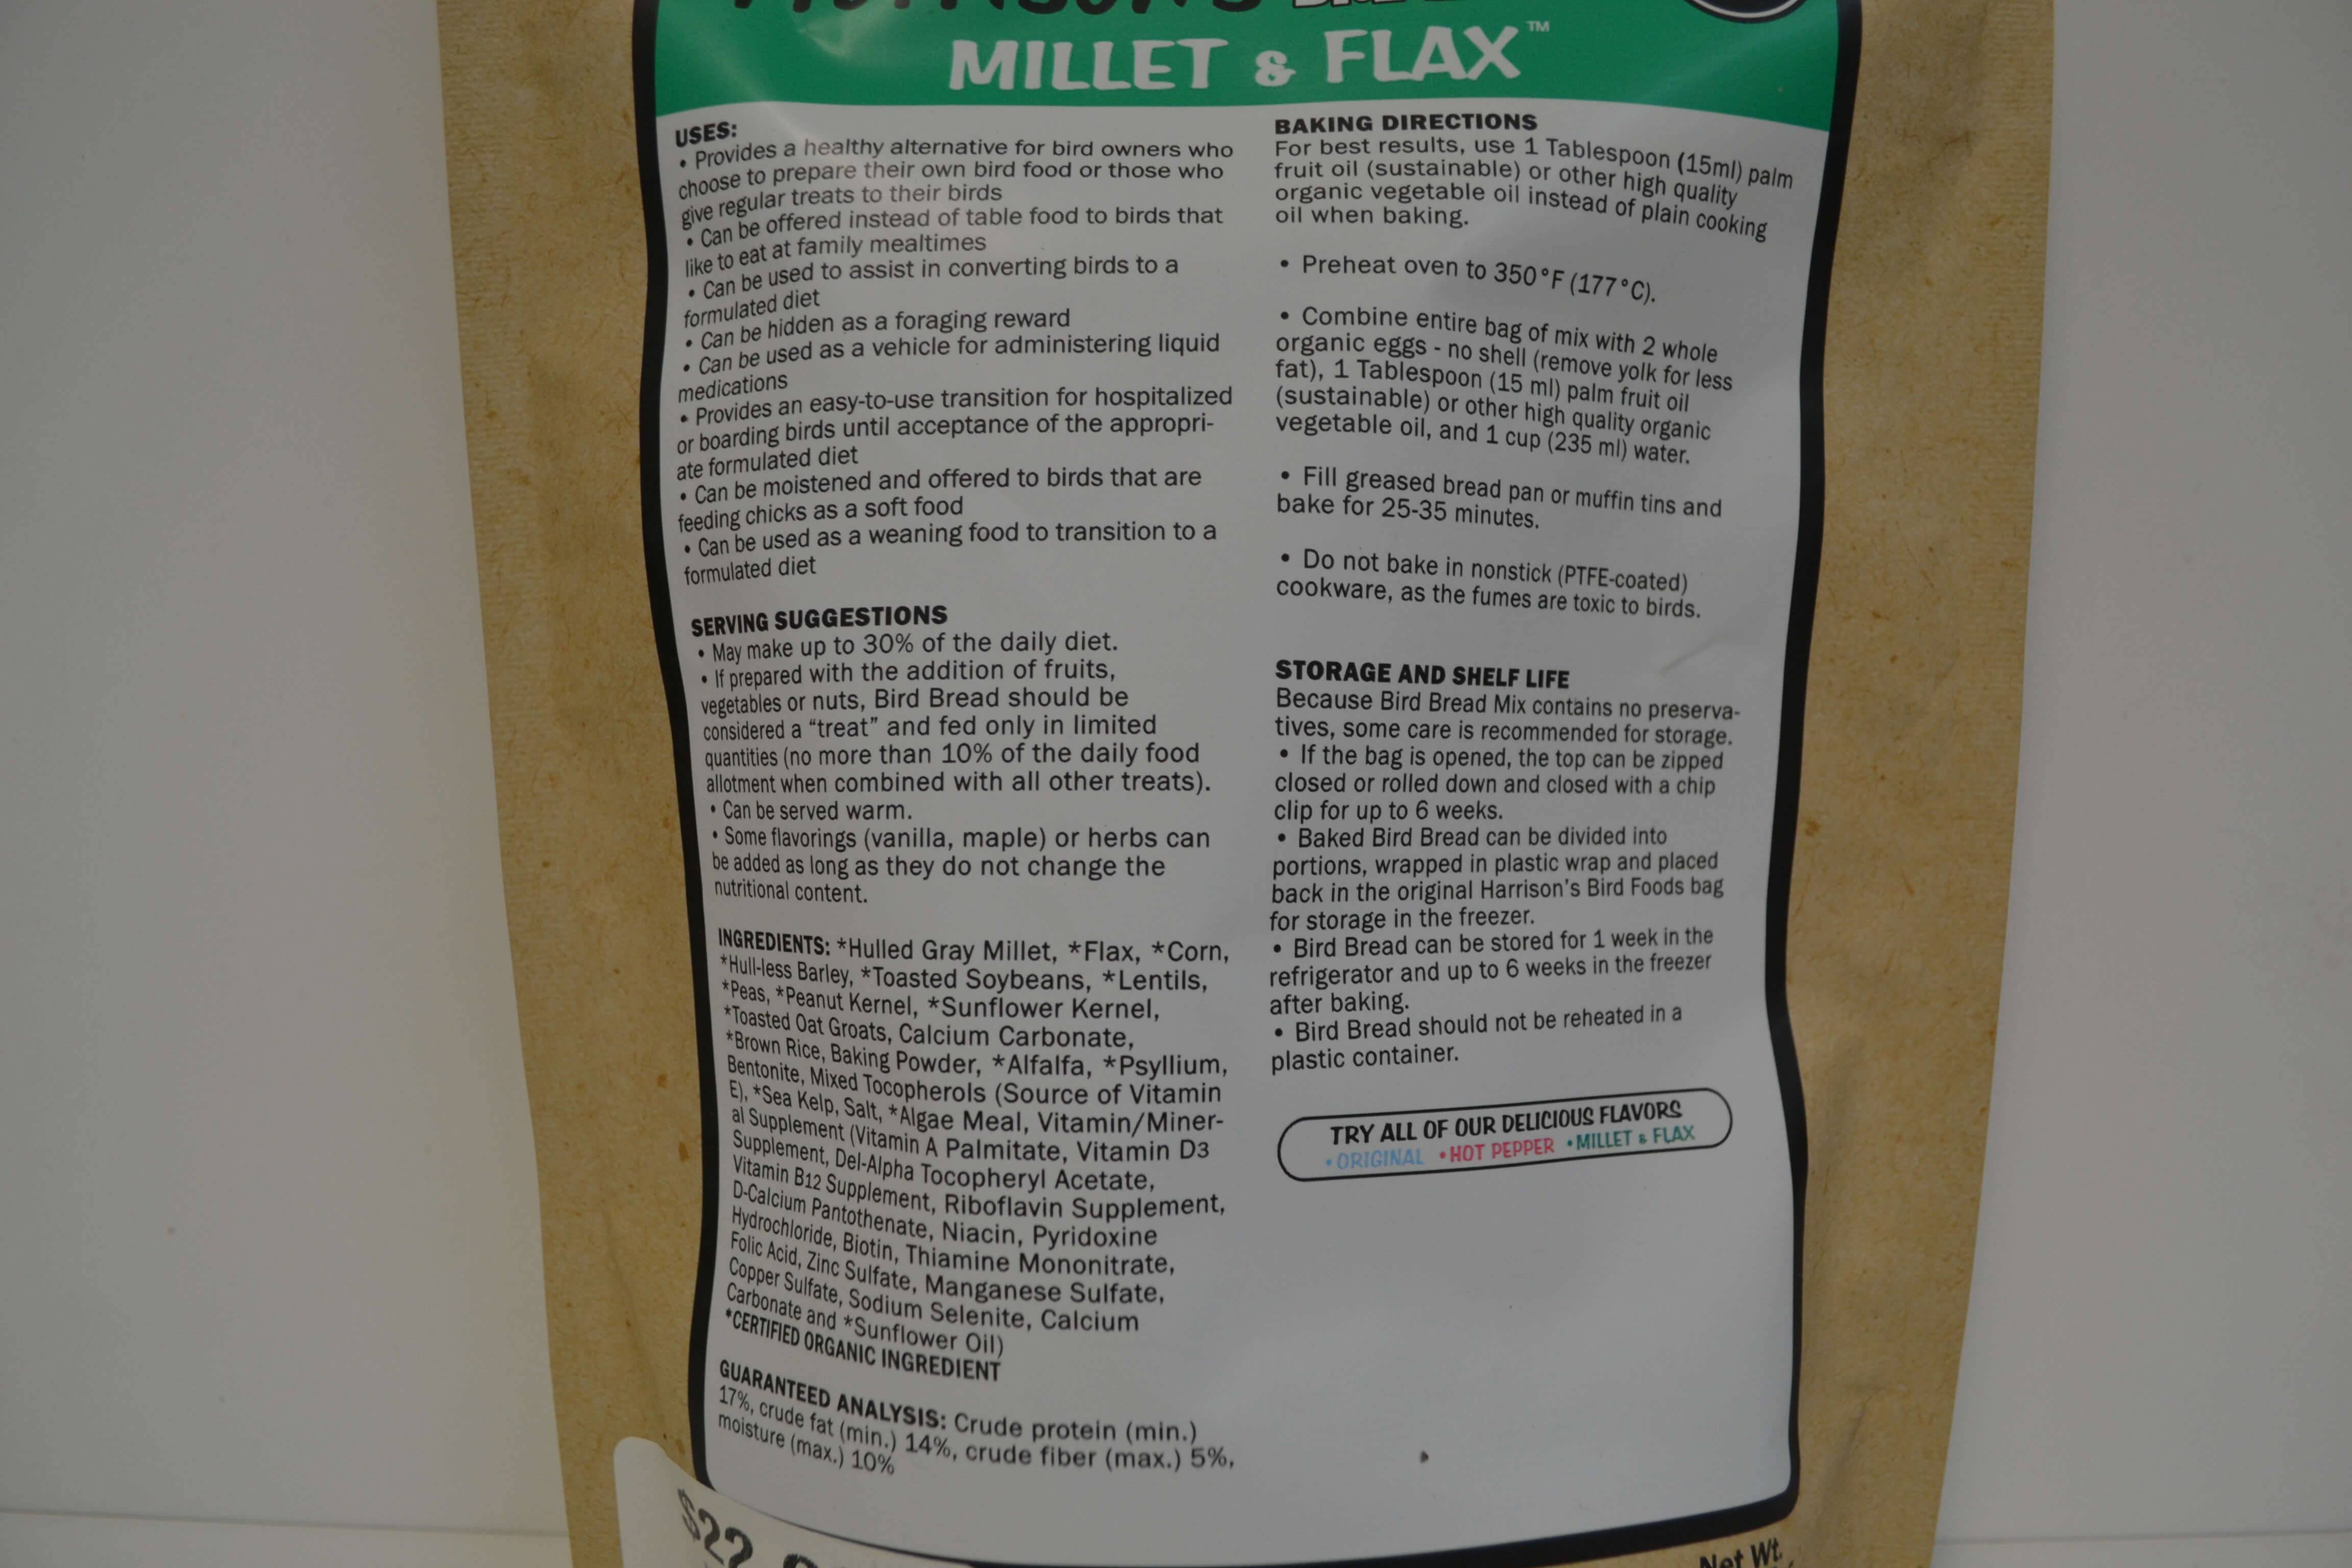 MILLET & FLAX™
USES:
• Provides a healthy alternative for bird owners who
choose to prepare their own bird food or those who
give regular treats to their birds
• Can be offered instead of table food to birds that
like to eat at family mealtimes
• Can be used to assist in converting birds to a
formulated diet
• Can be hidden as a foraging reward
• Can be used as a vehicle for administering liquid
medications
• Provides an easy-to-use transition for hospitalized
or boarding birds until acceptance of the appropri-
ate formulated diet
• Can be moistened and offered to birds that are
feeding chicks as a soft food
• Can be used as a weaning food to transition to a
formulated diet
SERVING SUGGESTIONS
• May make up to 30% of the daily diet.
• If prepared with the addition of fruits,
vegetables or nuts, Bird Bread should be
considered a “treat” and fed only in limited
quantities (no more than 10% of the daily food
allotment when combined with all other treats).
• Can be served warm.
• Some flavorings (vanilla, maple) or herbs can
be added as long as they do not change the
nutritional content.
INGREDIENTS: *Hulled Gray Millet, *Flax, *Corn,
*Hull-less Barley, *Toasted Soybeans, *Lentils,
*Peas, *Peanut Kernel, *Sunflower Kernel,
*Toasted Oat Groats, Calcium Carbonate,
*Brown Rice, Baking Powder, *Alfalfa, *Psyllium,
Bentonite, Mixed Tocopherols (Source of Vitamin
E), *Sea Kelp, Salt, *Algae Meal, Vitamin/Miner-
al Supplement (Vitamin A Palmitate, Vitamin D3
Supplement, Del-Alpha Tocopheryl Acetate,
Vitamin B12 Supplement, Riboflavin Supplement,
D-Calcium Pantothenate, Niacin, Pyridoxine
Hydrochloride, Biotin, Thiamine Mononitrate,
Folic Acid, Zinc Sulfate, Manganese Sulfate,
Copper Sulfate, Sodium Selenite, Calcium
Carbonate and *Sunflower Oil)
*CERTIFIED ORGANIC INGREDIENT
GUARANTEED ANALYSIS: Crude protein (min.)
17%, crude fat (min.) 14%, crude fiber (max.) 5%,
moisture (max.) 10%
BAKING DIRECTIONS
For best results, use 1 Tablespoon (15ml) palm
fruit oil (sustainable) or other high quality
organic vegetable oil instead of plain cooking
oil when baking.
• Preheat oven to 350°F (177°C).
• Combine entire bag of mix with 2 whole
organic eggs - no shell (remove yolk for less
fat), 1 Tablespoon (15 ml) palm fruit oil
(sustainable) or other high quality organic
vegetable oil, and 1 cup (235 ml) water.
• Fill greased bread pan or muffin tins and
bake for 25-35 minutes.
• Do not bake in nonstick (PTFE-coated)
cookware, as the fumes are toxic to birds.
STORAGE AND SHELF LIFE
Because Bird Bread Mix contains no preserva-
tives, some care is recommended for storage.
• If the bag is opened, the top can be zipped
closed or rolled down and closed with a chip
clip for up to 6 weeks.
• Baked Bird Bread can be divided into
portions, wrapped in plastic wrap and placed
back in the original Harrison's Bird Foods bag
for storage in the freezer.
• Bird Bread can be stored for 1 week in the
refrigerator and up to 6 weeks in the freezer
after baking.
• Bird Bread should not be reheated in a
plastic container.
TRY ALL OF OUR DELICIOUS FLAVORS
• ORIGINAL • HOT PEPPER • MILLET & FLAX
$22
Net Wt.